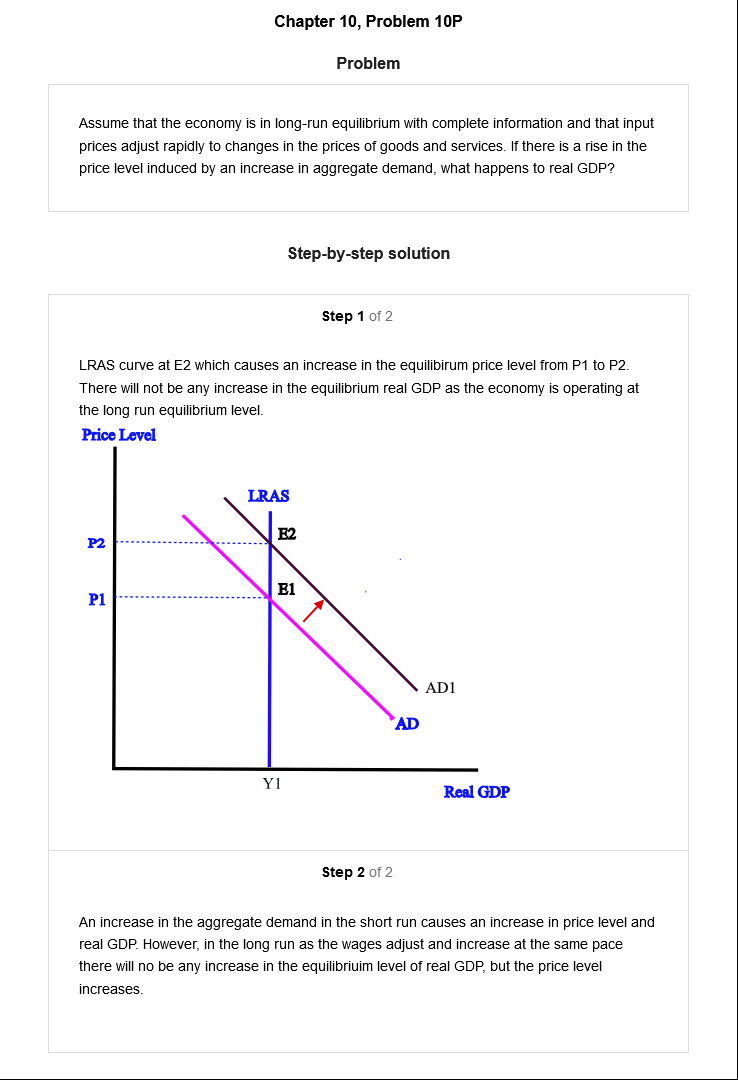 Chapter 10, Problem 10P
Problem
Assume that the economy is in long-run equilibrium with complete information and that input
prices adjust rapidly to changes in the prices of goods and services. If there is a rise in the
price level induced by an increase in aggregate demand, what happens to real GDP?
Step-by-step solution
Step 1 of 2
LRAS curve at E2 which causes an increase in the equilibirum price level from P1 to P2.
There will not be any increase in the equilibrium real GDP as the economy is operating at
the long run equilibrium level.
Price Level
LRAS
E2
P2
E1
P1
AD1
AD
Y1
Real GDP
Step 2 of 2
An increase in the aggregate demand in the short run causes an increase in price level and
real GDP. However, in the long run as the wages adjust and increase at the same pace
there will no be any increase in the equilibriuim level of real GDP, but the price level
increases.